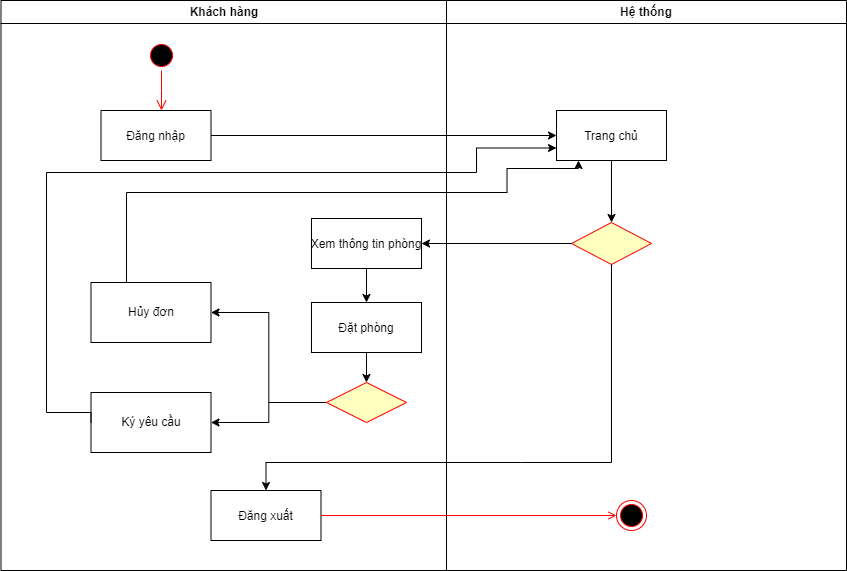 Khách hàng
Hệ thống
Đăng nhập
Trang chủ
Xem thông tin phòng
Hủy đơn
Đặt phòng
Ký yêu cầu
Đăng xuất